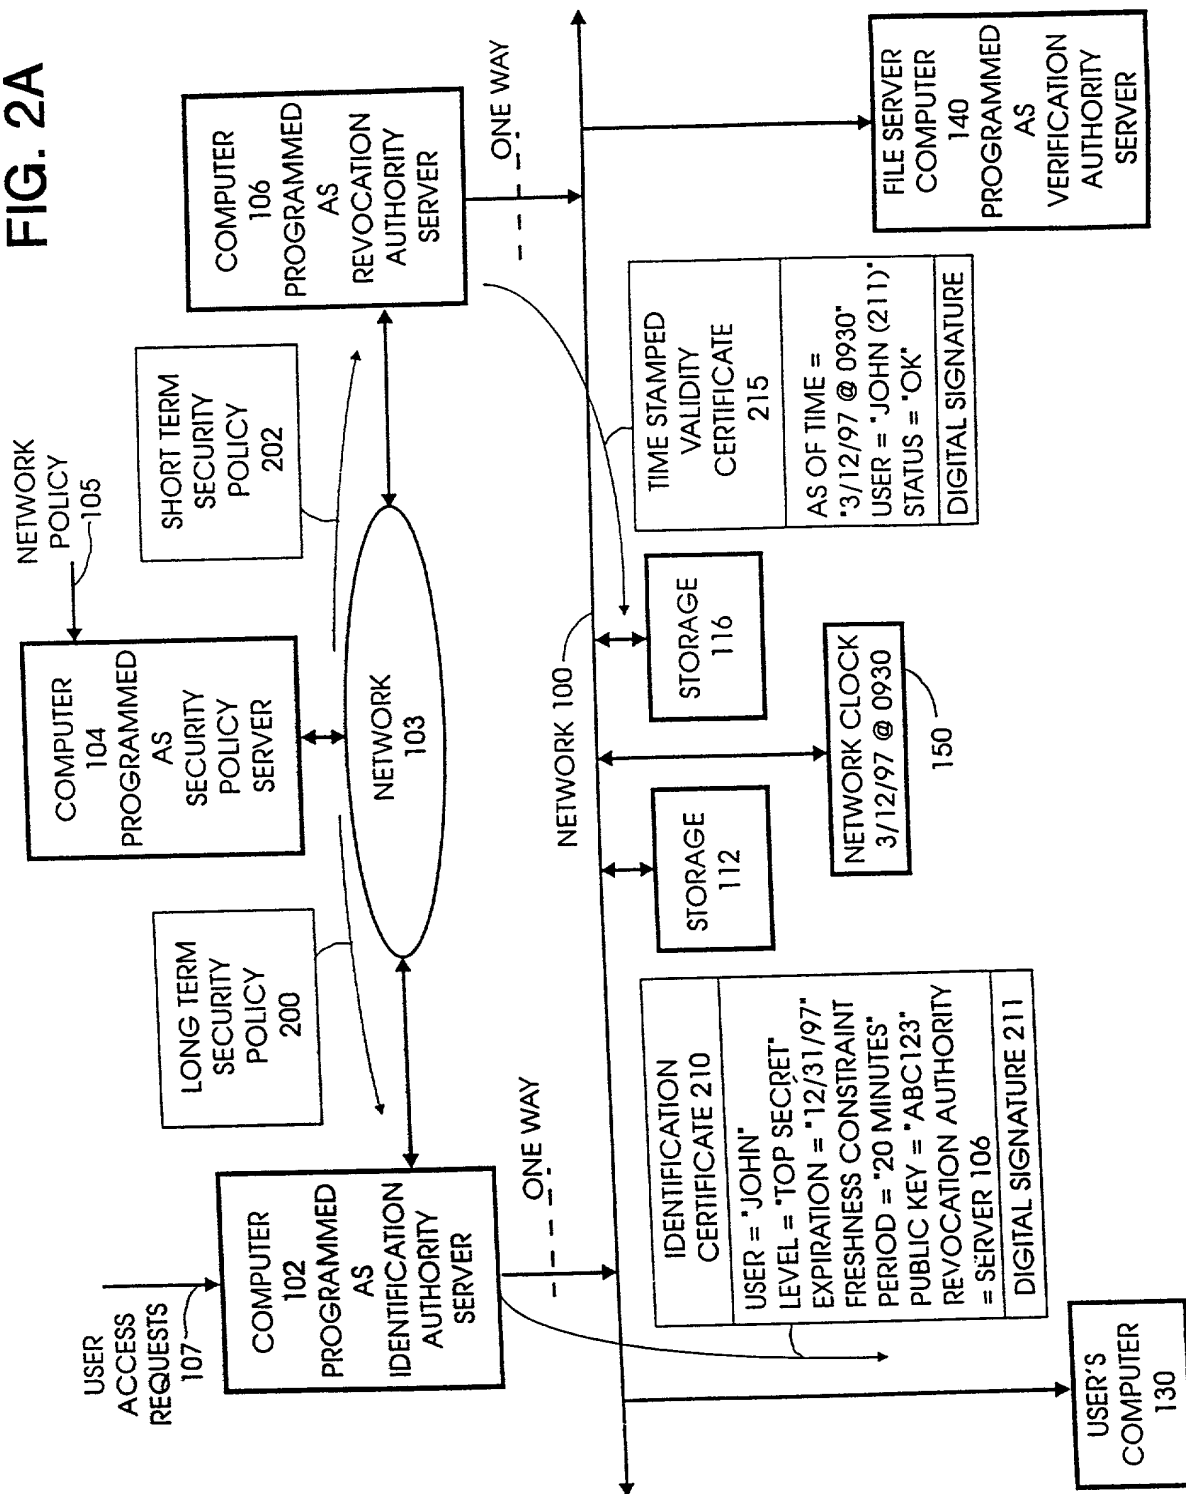 FIG. 2A
USER
ACCESS
REQUESTS
107
COMPUTER
102
PROGRAMMED
AS
IDENTIFICATION
AUTHORITY
SERVER
LONG TERM
SECURITY
POLICY
200
COMPUTER
104
PROGRAMMED
AS
SECURITY
POLICY
SERVER
NETWORK
POLICY
105
SHORT TERM
SECURITY
POLICY
202
COMPUTER
106
PROGRAMMED
AS
REVOCATION
AUTHORITY
SERVER
NETWORK
103
ONE WAY
ONE WAY
NETWORK 100
IDENTIFICATION
CERTIFICATE 210
USER = "JOHN"
LEVEL = "TOP SECRET"
EXPIRATION = "12/31/97"
FRESHNESS CONSTRAINT
PERIOD = "20 MINUTES"
PUBLIC KEY = "ABC123"
REVOCATION AUTHORITY
= SERVER 106
DIGITAL SIGNATURE 211
STORAGE
112
STORAGE
116
TIME STAMPED
VALIDITY
CERTIFICATE
215
AS OF TIME =
"3/12/97 @ 0930"
USER = "JOHN (211)"
STATUS = "OK"
DIGITAL SIGNATURE
NETWORK CLOCK
3/12/97 @ 0930
150
USER'S
COMPUTER
130
FILE SERVER
COMPUTER
140
PROGRAMMED
AS
VERIFICATION
AUTHORITY
SERVER